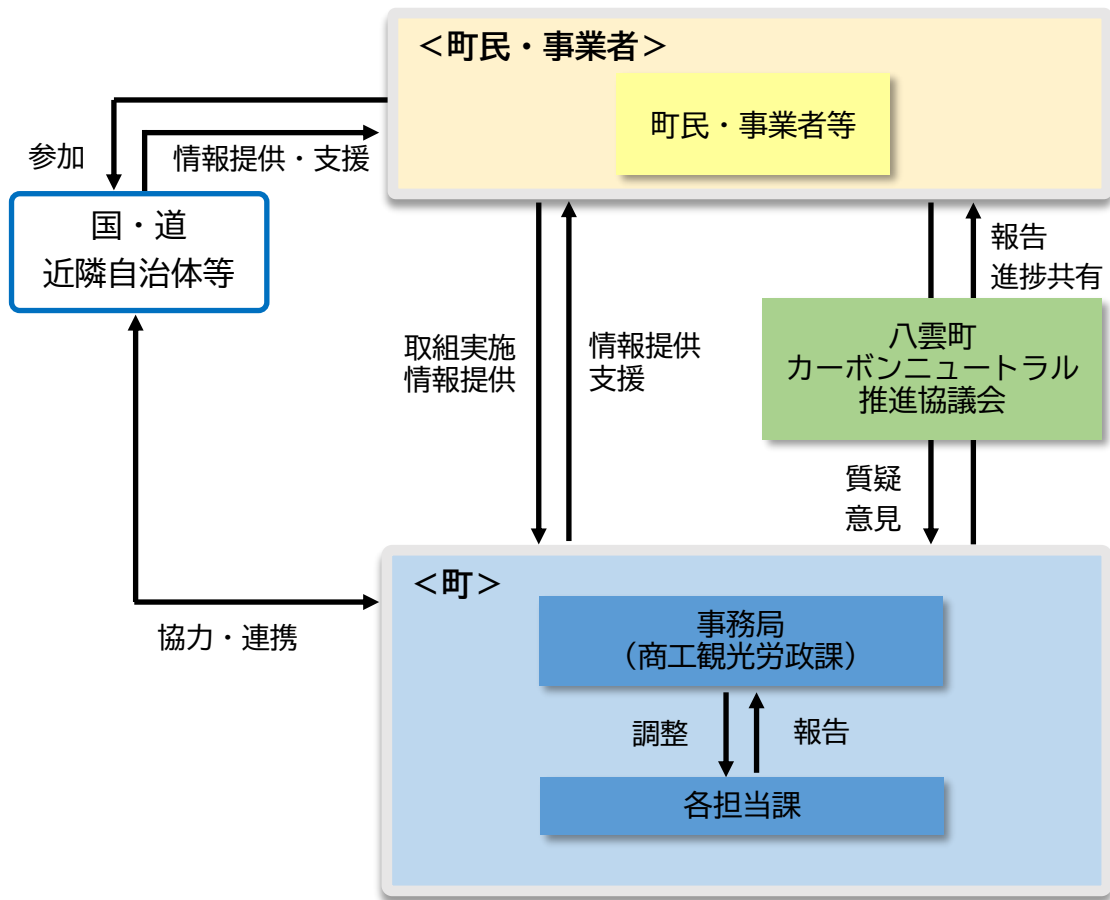 ＜町民・事業者＞
町民・事業者等
参加
情報提供・支援
国・道
近隣自治体等
報告
進捗共有
取組実施
情報提供
情報提供
支援
八雲町
カーボンニュートラル
推進協議会
質疑
意見
＜町＞
事務局
（商工観光労政課）
協力・連携
調整
報告
各担当課